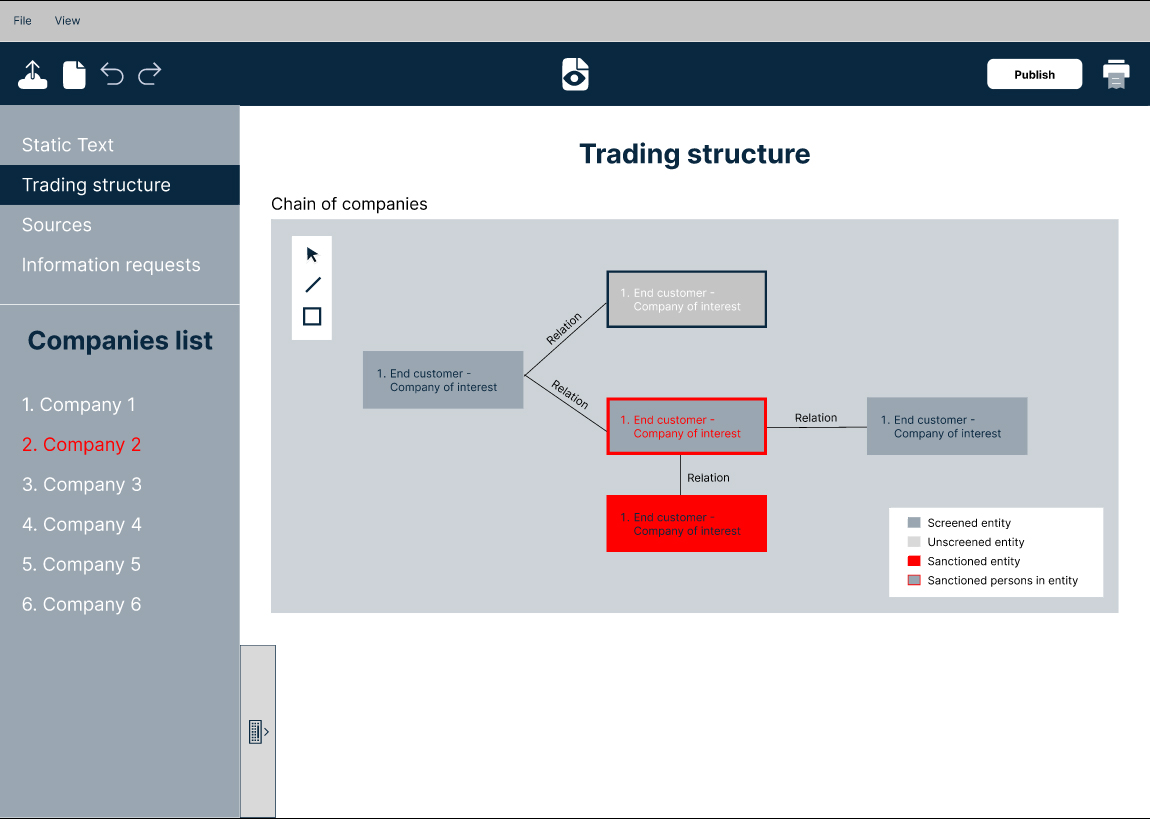 File View
Publish
Static Text
Trading structure
Sources
Information requests
Companies list
1. Company 1
2. Company 2
3. Company 3
4. Company 4
5. Company 5
6. Company 6
Trading structure
Chain of companies
1. End customer -
Company of interest
Relation
1. End customer -
Company of interest
Relation
1. End customer -
Company of interest
Relation
1. End customer -
Company of interest
Relation
1. End customer -
Company of interest
Screened entity
Unscreened entity
Sanctioned entity
Sanctioned persons in entity